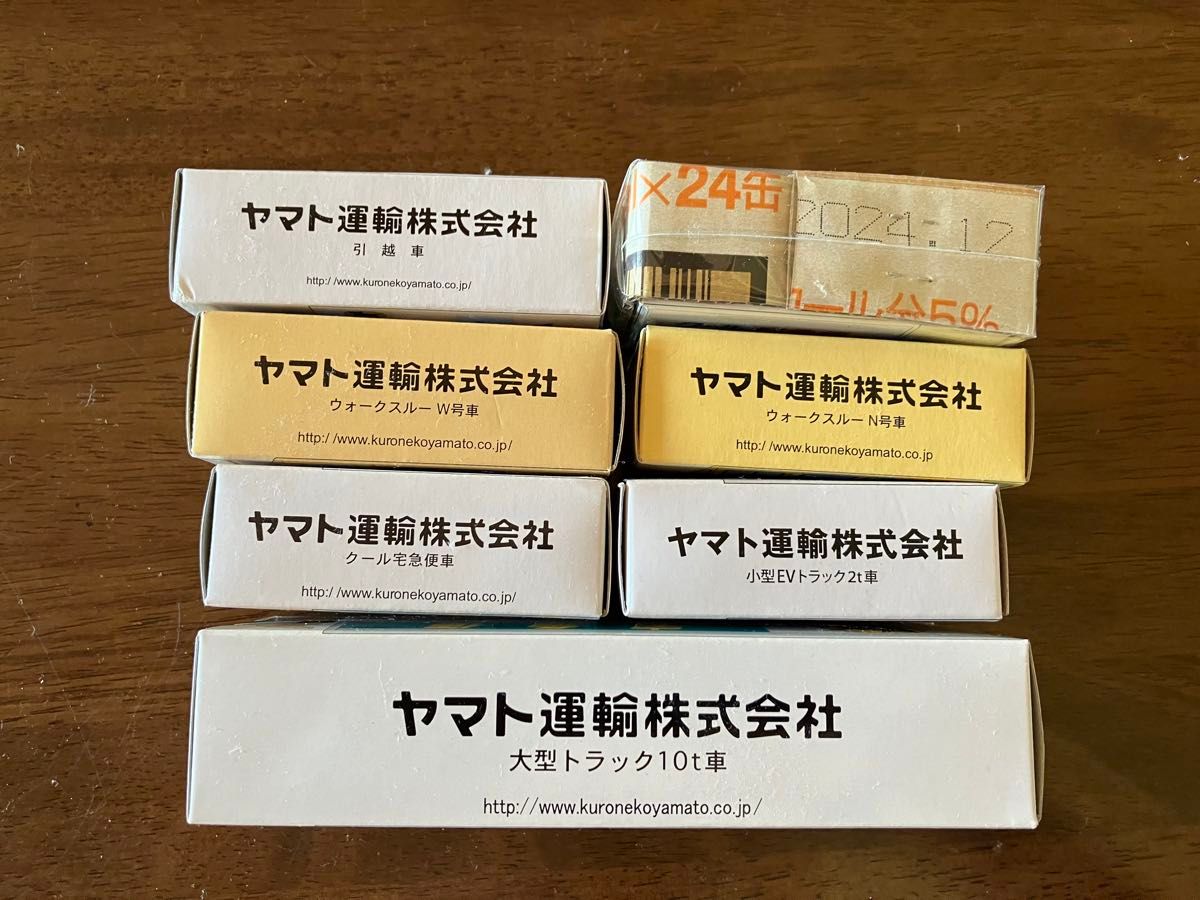 ヤマト運輸株式会社
引越車
http://www.kuronekoyamato.co.jp/
×24缶
2024.12
ール分5%
ヤマト運輸株式会社
ウォークスルー W号車
http://www.kuronekoyamato.co.jp/
ヤマト運輸株式会社
ウォークスルー N号車
http://www.kuronekoyamato.co.jp
ヤマト運輸株式会社
クール宅急便車
http://www.kuronekoyamato.co.jp/
ヤマト運輸株式会社
小型EVトラック2t車
ヤマト運輸株式会社
大型トラック10t車
http://www.kuronekoyamato.co.jp/